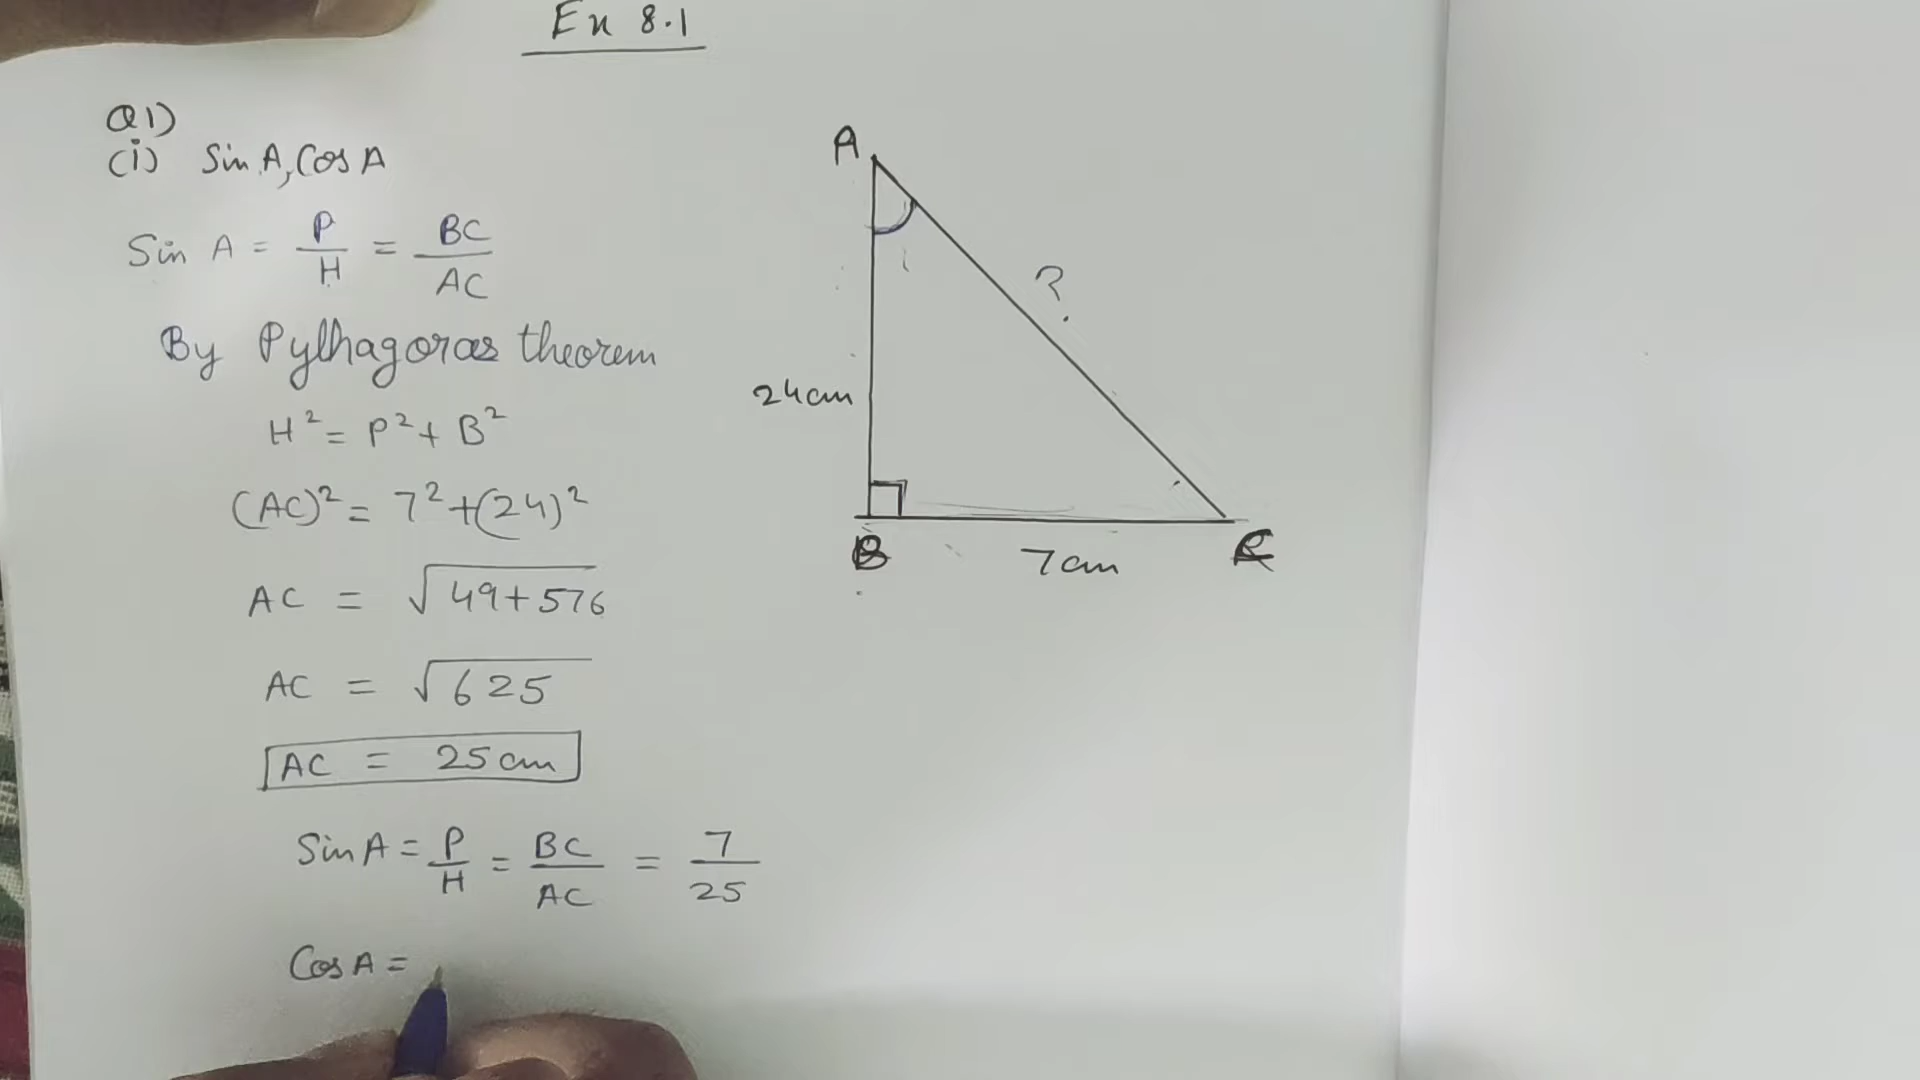 Ex 8.1
Q1)
(i) Sin A, Cos A
Sin A = P/H = BC/AC
By Pythagoras theorem
H² = P² + B²
(AC)² = 7² + (24)²
AC = √49+576
AC = √625
AC = 25 cm
Sin A = P/H = BC/AC = 7/25
Cos A =
A
?
24cm
B
7cm
C